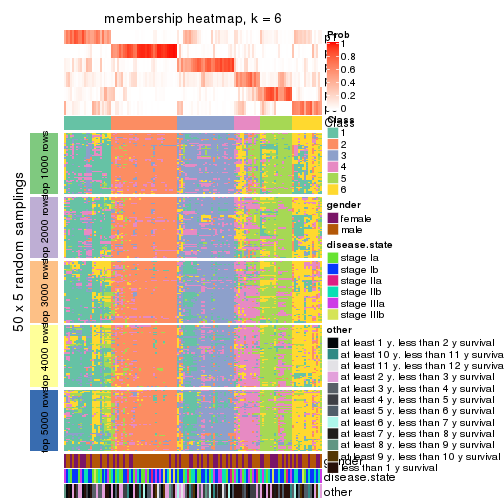 membership heatmap, k = 6
Prob
1
0.8
0.6
0.4
0.2
0
Class
Class
1
2
3
4
5
6
gender
female
male
disease.state
stage Ia
stage Ib
stage IIa
stage IIb
stage IIIa
stage IIIb
other
at least 1 y. less than 2 y survival
at least 10 y. less than 11 y survival
at least 11 y. less than 12 y survival
at least 2 y. less than 3 y survival
at least 3 y. less than 4 y survival
at least 4 y. less than 5 y survival
at least 5 y. less than 6 y survival
at least 6 y. less than 7 y survival
at least 7 y. less than 8 y survival
at least 8 y. less than 9 y survival
at least 9 y. less than 10 y survival
less than 1 y survival
50 x 5 random samplings
top 1000 rows
top 2000 rows
top 3000 rows
top 4000 rows
top 5000 rows
gender
disease.state
other